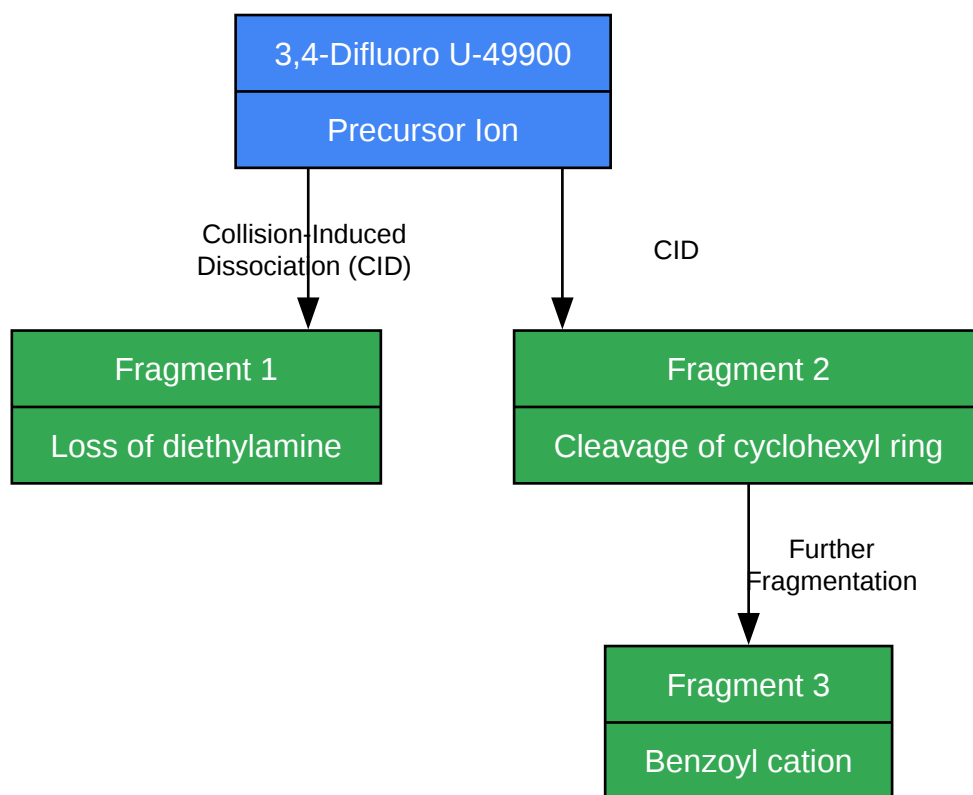 3,4-Difluoro U-49900
Precursor Ion
Collision-Induced
Dissociation (CID)
CID
Fragment 1
Loss of diethylamine
Fragment 2
Cleavage of cyclohexyl ring
Further
Fragmentation
Fragment 3
Benzoyl cation